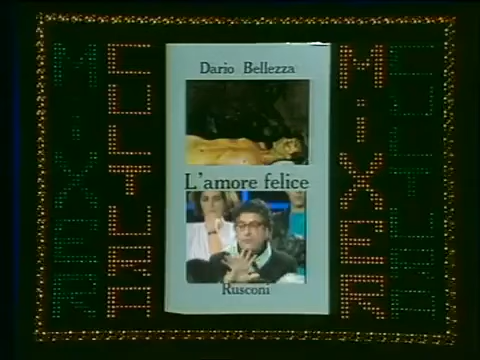 MiXER
CULTURA
Dario Bellezza
L'amore felice
Rusconi
MiXER
CULTURA